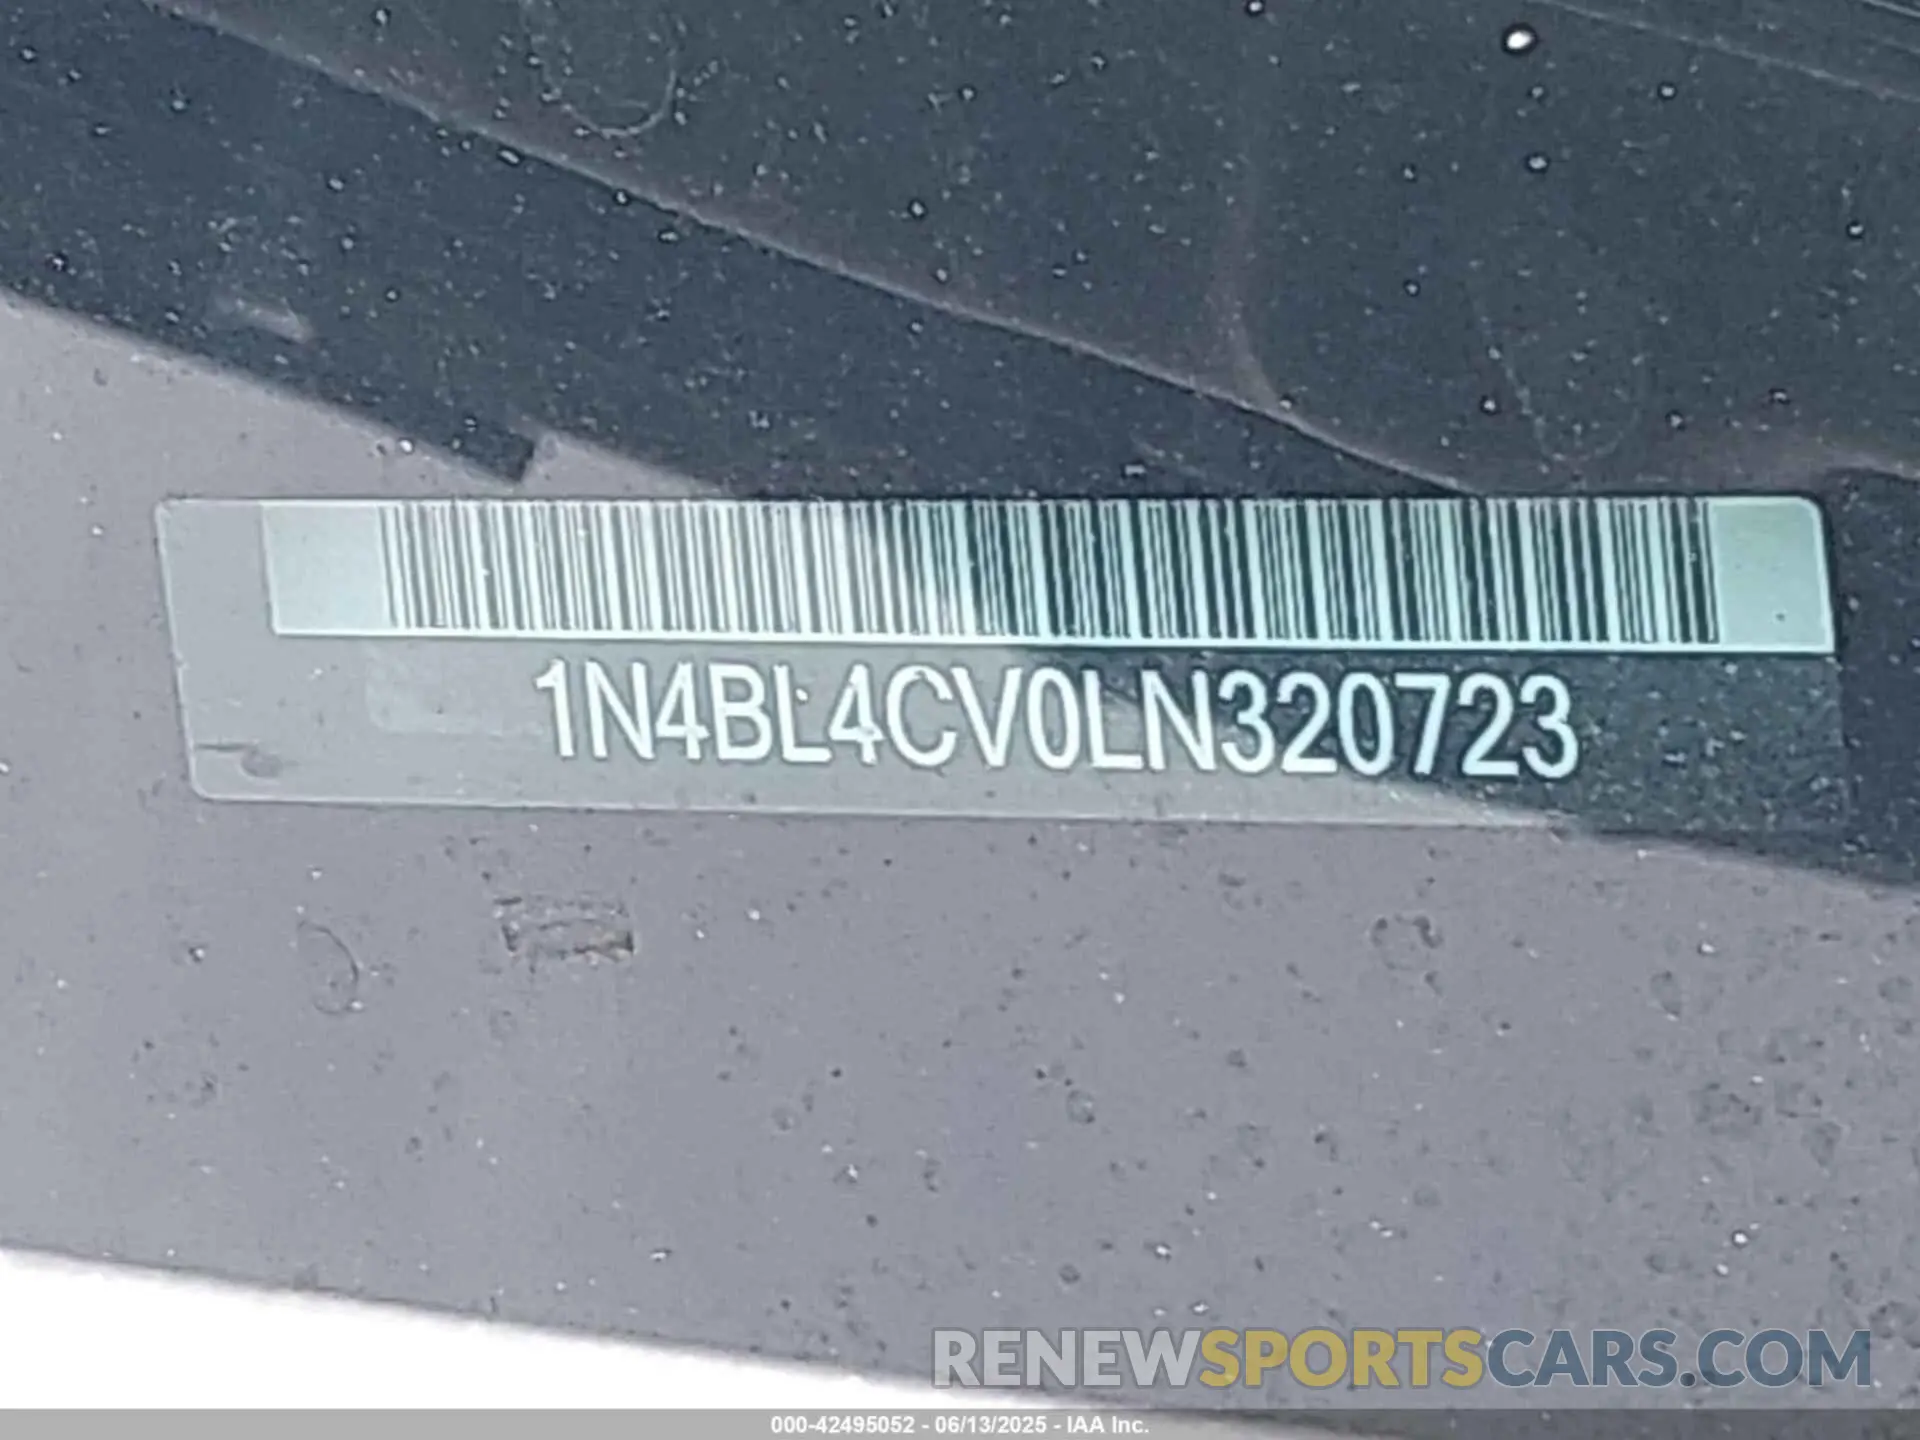 1N4BL4CV0LN320723
RENEWSPORTSCARS.COM
000-42495052 - 06/13/2025 - IAA Inc.